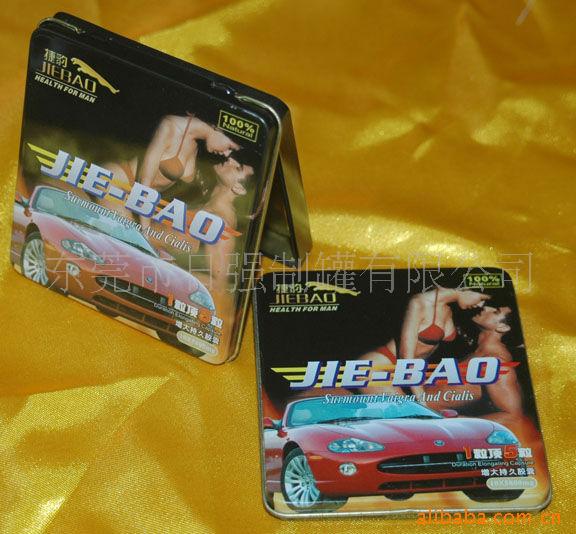 捷豹
JIEBAO
HEALTH FOR MAN
100%
Natural
JIE-BAO
Surmount Vaigra And Cialis
1粒顶5粒
增大持久胶囊
东莞市日强制罐有限公司
捷豹
JIEBAO
HEALTH FOR MAN
100%
Natural
JIE-BAO
Surmount Vaigra And Cialis
1粒顶5粒
Duration Elongating Capsule
增大持久胶囊
10X5800mg
alibaba.com.cn